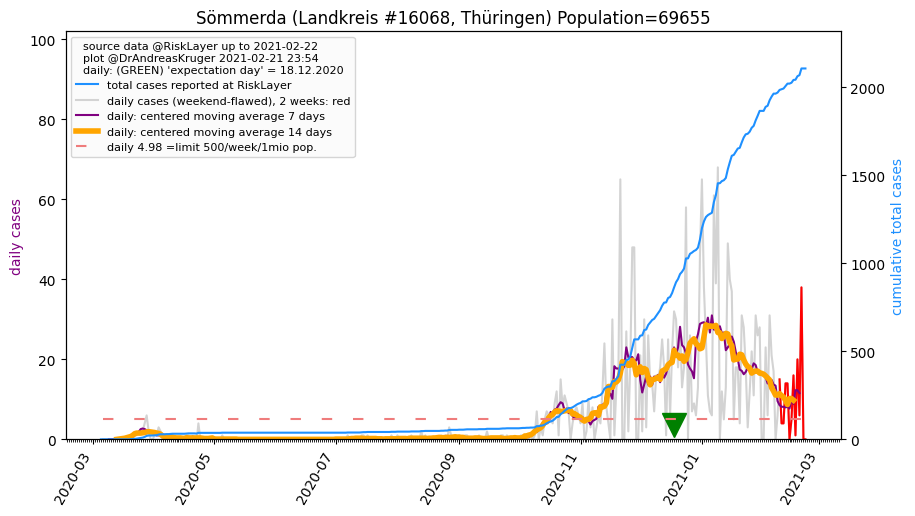 Sömmerda (Landkreis #16068, Thüringen) Population=69655
source data @RiskLayer up to 2021-02-22
plot @DrAndreasKruger 2021-02-21 23:54
daily: (GREEN) 'expectation day' = 18.12.2020
total cases reported at RiskLayer
daily cases (weekend-flawed), 2 weeks: red
daily: centered moving average 7 days
daily: centered moving average 14 days
daily 4.98 =limit 500/week/1mio pop.
daily cases
100
80
60
40
20
0
cumulative total cases
2000
1500
1000
500
0
2020-03
2020-05
2020-07
2020-09
2020-11
2021-01
2021-03